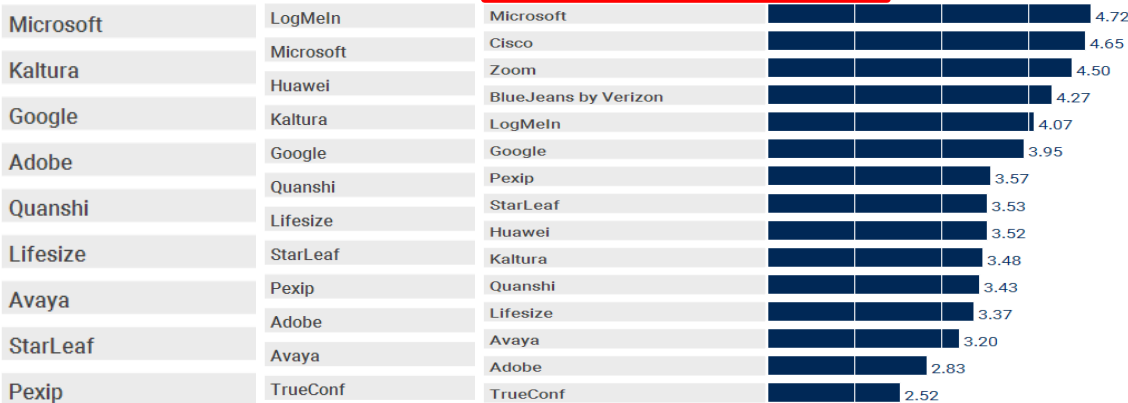 Microsoft
Kaltura
Google
Adobe
Quanshi
Lifesize
Avaya
StarLeaf
Pexip
LogMeIn
Microsoft
Huawei
Kaltura
Google
Quanshi
Lifesize
StarLeaf
Pexip
Adobe
Avaya
TrueConf
Microsoft 4.72
Cisco 4.65
Zoom 4.50
BlueJeans by Verizon 4.27
LogMeIn 4.07
Google 3.95
Pexip 3.57
StarLeaf 3.53
Huawei 3.52
Kaltura 3.48
Quanshi 3.43
Lifesize 3.37
Avaya 3.20
Adobe 2.83
TrueConf 2.52